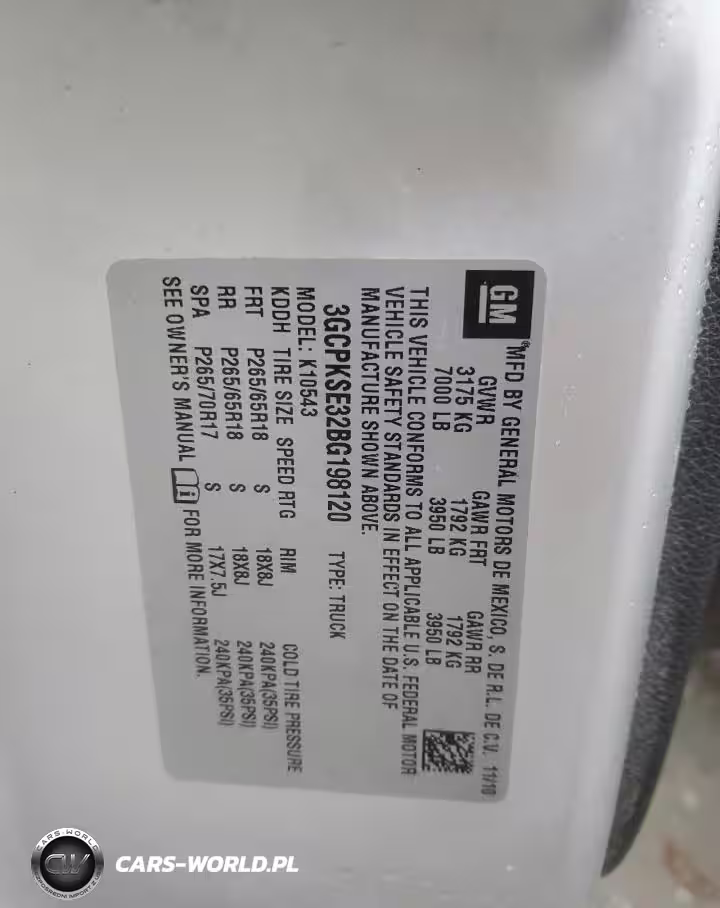 GM
®MFD BY GENERAL MOTORS DE MEXICO, S. DE R.L. DE C.V. 11/10
GVWR GAWR FRT GAWR RR
3175 KG 1792 KG 1792 KG
7000 LB 3950 LB 3950 LB
THIS VEHICLE CONFORMS TO ALL APPLICABLE U.S. FEDERAL MOTOR
VEHICLE SAFETY STANDARDS IN EFFECT ON THE DATE OF
MANUFACTURE SHOWN ABOVE.
3GCPKSE32BG198120 TYPE: TRUCK
MODEL: K10543
KDDH TIRE SIZE SPEED RTG RIM COLD TIRE PRESSURE
FRT P265/65R18 S 18X8J 240KPA(35PSI)
RR P265/65R18 S 18X8J 240KPA(35PSI)
SPA P265/70R17 S 17X7.5J 240KPA(35PSI)
SEE OWNER'S MANUAL FOR MORE INFORMATION.
CARS-WORLD
CW
CARS-WORLD.PL